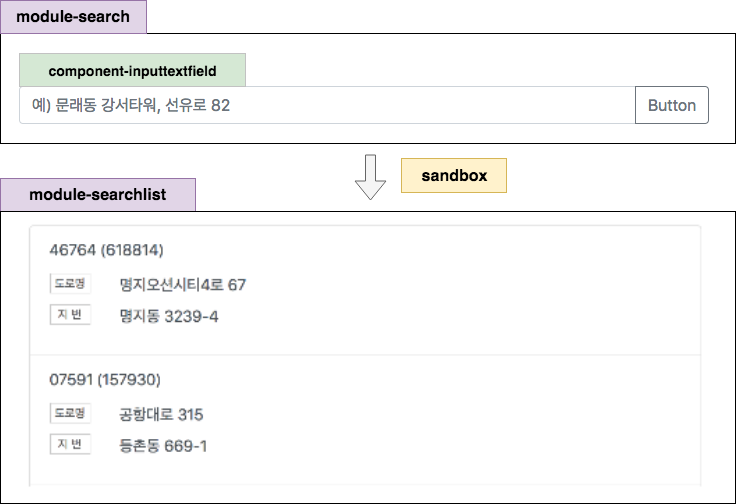 module-search
component-inputtextfield
예) 문래동 강서타워, 선유로 82
Button
sandbox
module-searchlist
46764 (618814)
도로명 명지오션시티4로 67
지 번 명지동 3239-4
07591 (157930)
도로명 공항대로 315
지 번 등촌동 669-1